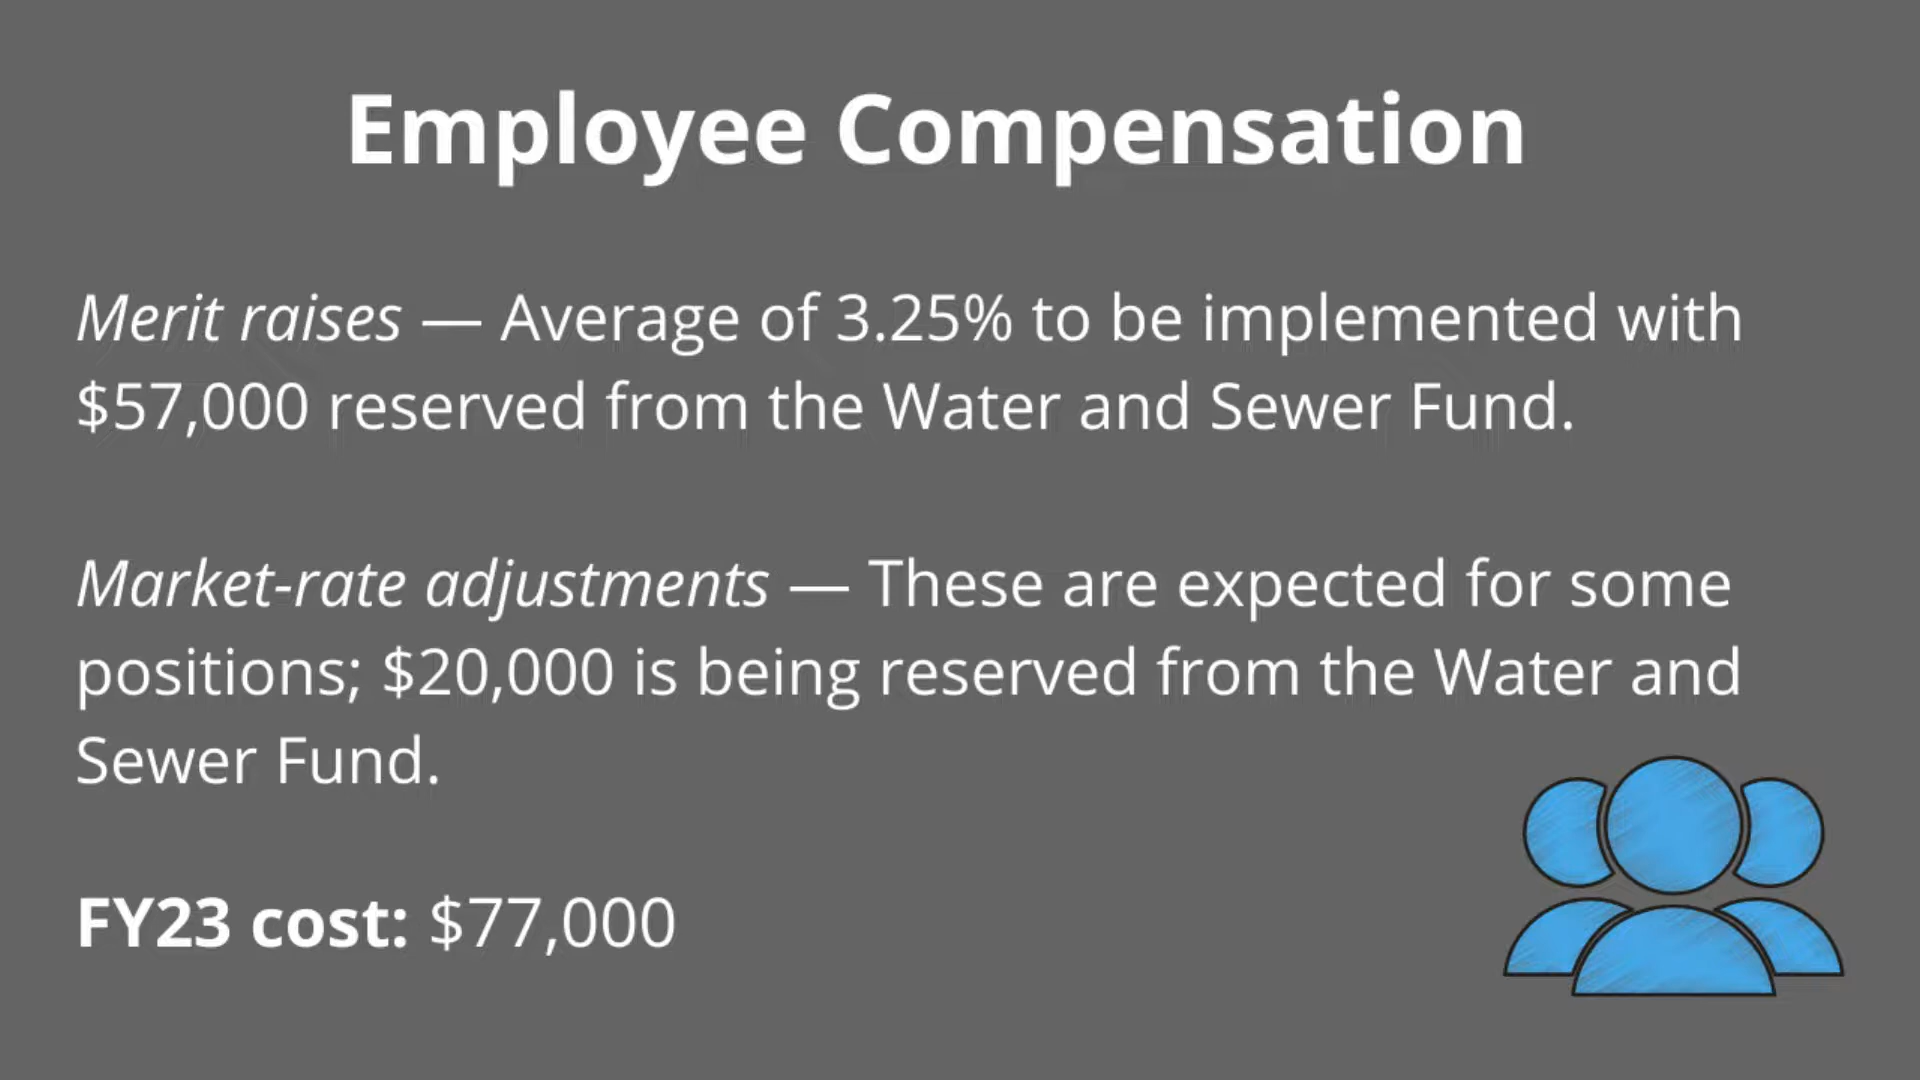 Employee Compensation
Merit raises — Average of 3.25% to be implemented with
$57,000 reserved from the Water and Sewer Fund.
Market-rate adjustments — These are expected for some
positions; $20,000 is being reserved from the Water and
Sewer Fund.
FY23 cost: $77,000